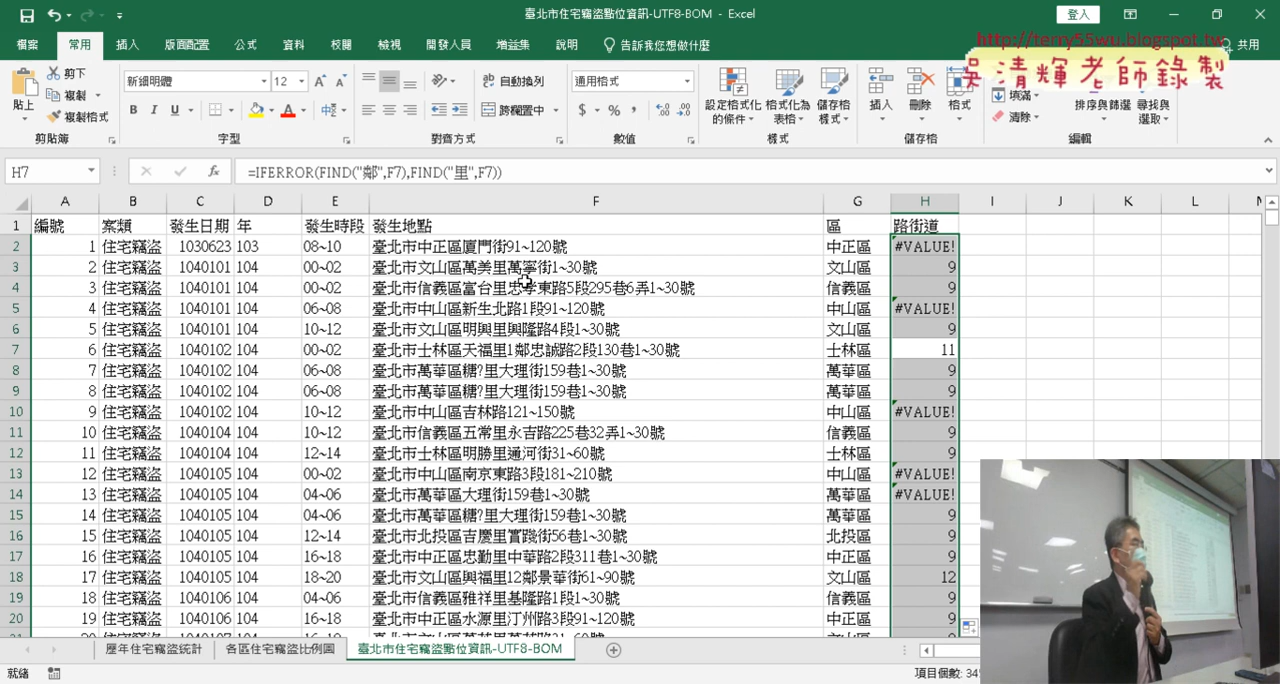 臺北市住宅竊盜點位資訊-UTF8-BOM - Excel
登入
檔案 常用 插入 版面配置 公式 資料 校閱 檢視 開發人員 增益集 說明 告訴我您想做什麼 共用
http://terry55wu.blogspot.tw
吳清輝老師錄製
貼上 剪下 複製 複製格式 剪貼簿
新細明體 12 B I U 中 字型
自動換列 跨欄置中 對齊方式
通用格式 $ % , 數值
設定格式化的條件 格式化為表格 儲存格樣式 樣式
插入 刪除 格式 儲存格
填滿 清除 排序與篩選 尋找與選取 編輯
H7 fx =IFERROR(FIND("鄰",F7),FIND("里",F7))
A B C D E F G H I J K L
1 編號 案類 發生日期 年 發生時段 發生地點 區 路街道
2 1 住宅竊盜 1030623 103 08~10 臺北市中正區廈門街91~120號 中正區 #VALUE!
3 2 住宅竊盜 1040101 104 00~02 臺北市文山區萬美里萬寧街1~30號 文山區 9
4 3 住宅竊盜 1040101 104 00~02 臺北市信義區富台里忠孝東路5段295巷6弄1~30號 信義區 9
5 4 住宅竊盜 1040101 104 06~08 臺北市中山區新生北路1段91~120號 中山區 #VALUE!
6 5 住宅竊盜 1040101 104 10~12 臺北市文山區明興里興隆路4段1~30號 文山區 9
7 6 住宅竊盜 1040102 104 00~02 臺北市士林區天福里1鄰忠誠路2段130巷1~30號 士林區 11
8 7 住宅竊盜 1040102 104 06~08 臺北市萬華區糖?里大理街159巷1~30號 萬華區 9
9 8 住宅竊盜 1040102 104 06~08 臺北市萬華區糖?里大理街159巷1~30號 萬華區 9
10 9 住宅竊盜 1040102 104 10~12 臺北市中山區吉林路121~150號 中山區 #VALUE!
11 10 住宅竊盜 1040104 104 10~12 臺北市信義區五常里永吉路225巷32弄1~30號 信義區 9
12 11 住宅竊盜 1040104 104 12~14 臺北市士林區明勝里通河街31~60號 士林區 9
13 12 住宅竊盜 1040105 104 00~02 臺北市中山區南京東路3段181~210號 中山區 #VALUE!
14 13 住宅竊盜 1040105 104 04~06 臺北市萬華區大理街159巷1~30號 萬華區 #VALUE!
15 14 住宅竊盜 1040105 104 04~06 臺北市萬華區糖?里大理街159巷1~30號 萬華區 9
16 15 住宅竊盜 1040105 104 12~14 臺北市北投區吉慶里實踐街56巷1~30號 北投區 9
17 16 住宅竊盜 1040105 104 16~18 臺北市中正區忠勤里中華路2段311巷1~30號 中正區 9
18 17 住宅竊盜 1040105 104 18~20 臺北市文山區興福里12鄰景華街61~90號 文山區 12
19 18 住宅竊盜 1040106 104 04~06 臺北市信義區雅祥里基隆路1段1~30號 信義區 9
20 19 住宅竊盜 1040106 104 16~18 臺北市中正區水源里汀州路3段91~120號 中正區 9
歷年住宅竊盜統計 各區住宅竊盜比例圖 臺北市住宅竊盜點位資訊-UTF8-BOM
就緒 項目個數: 34